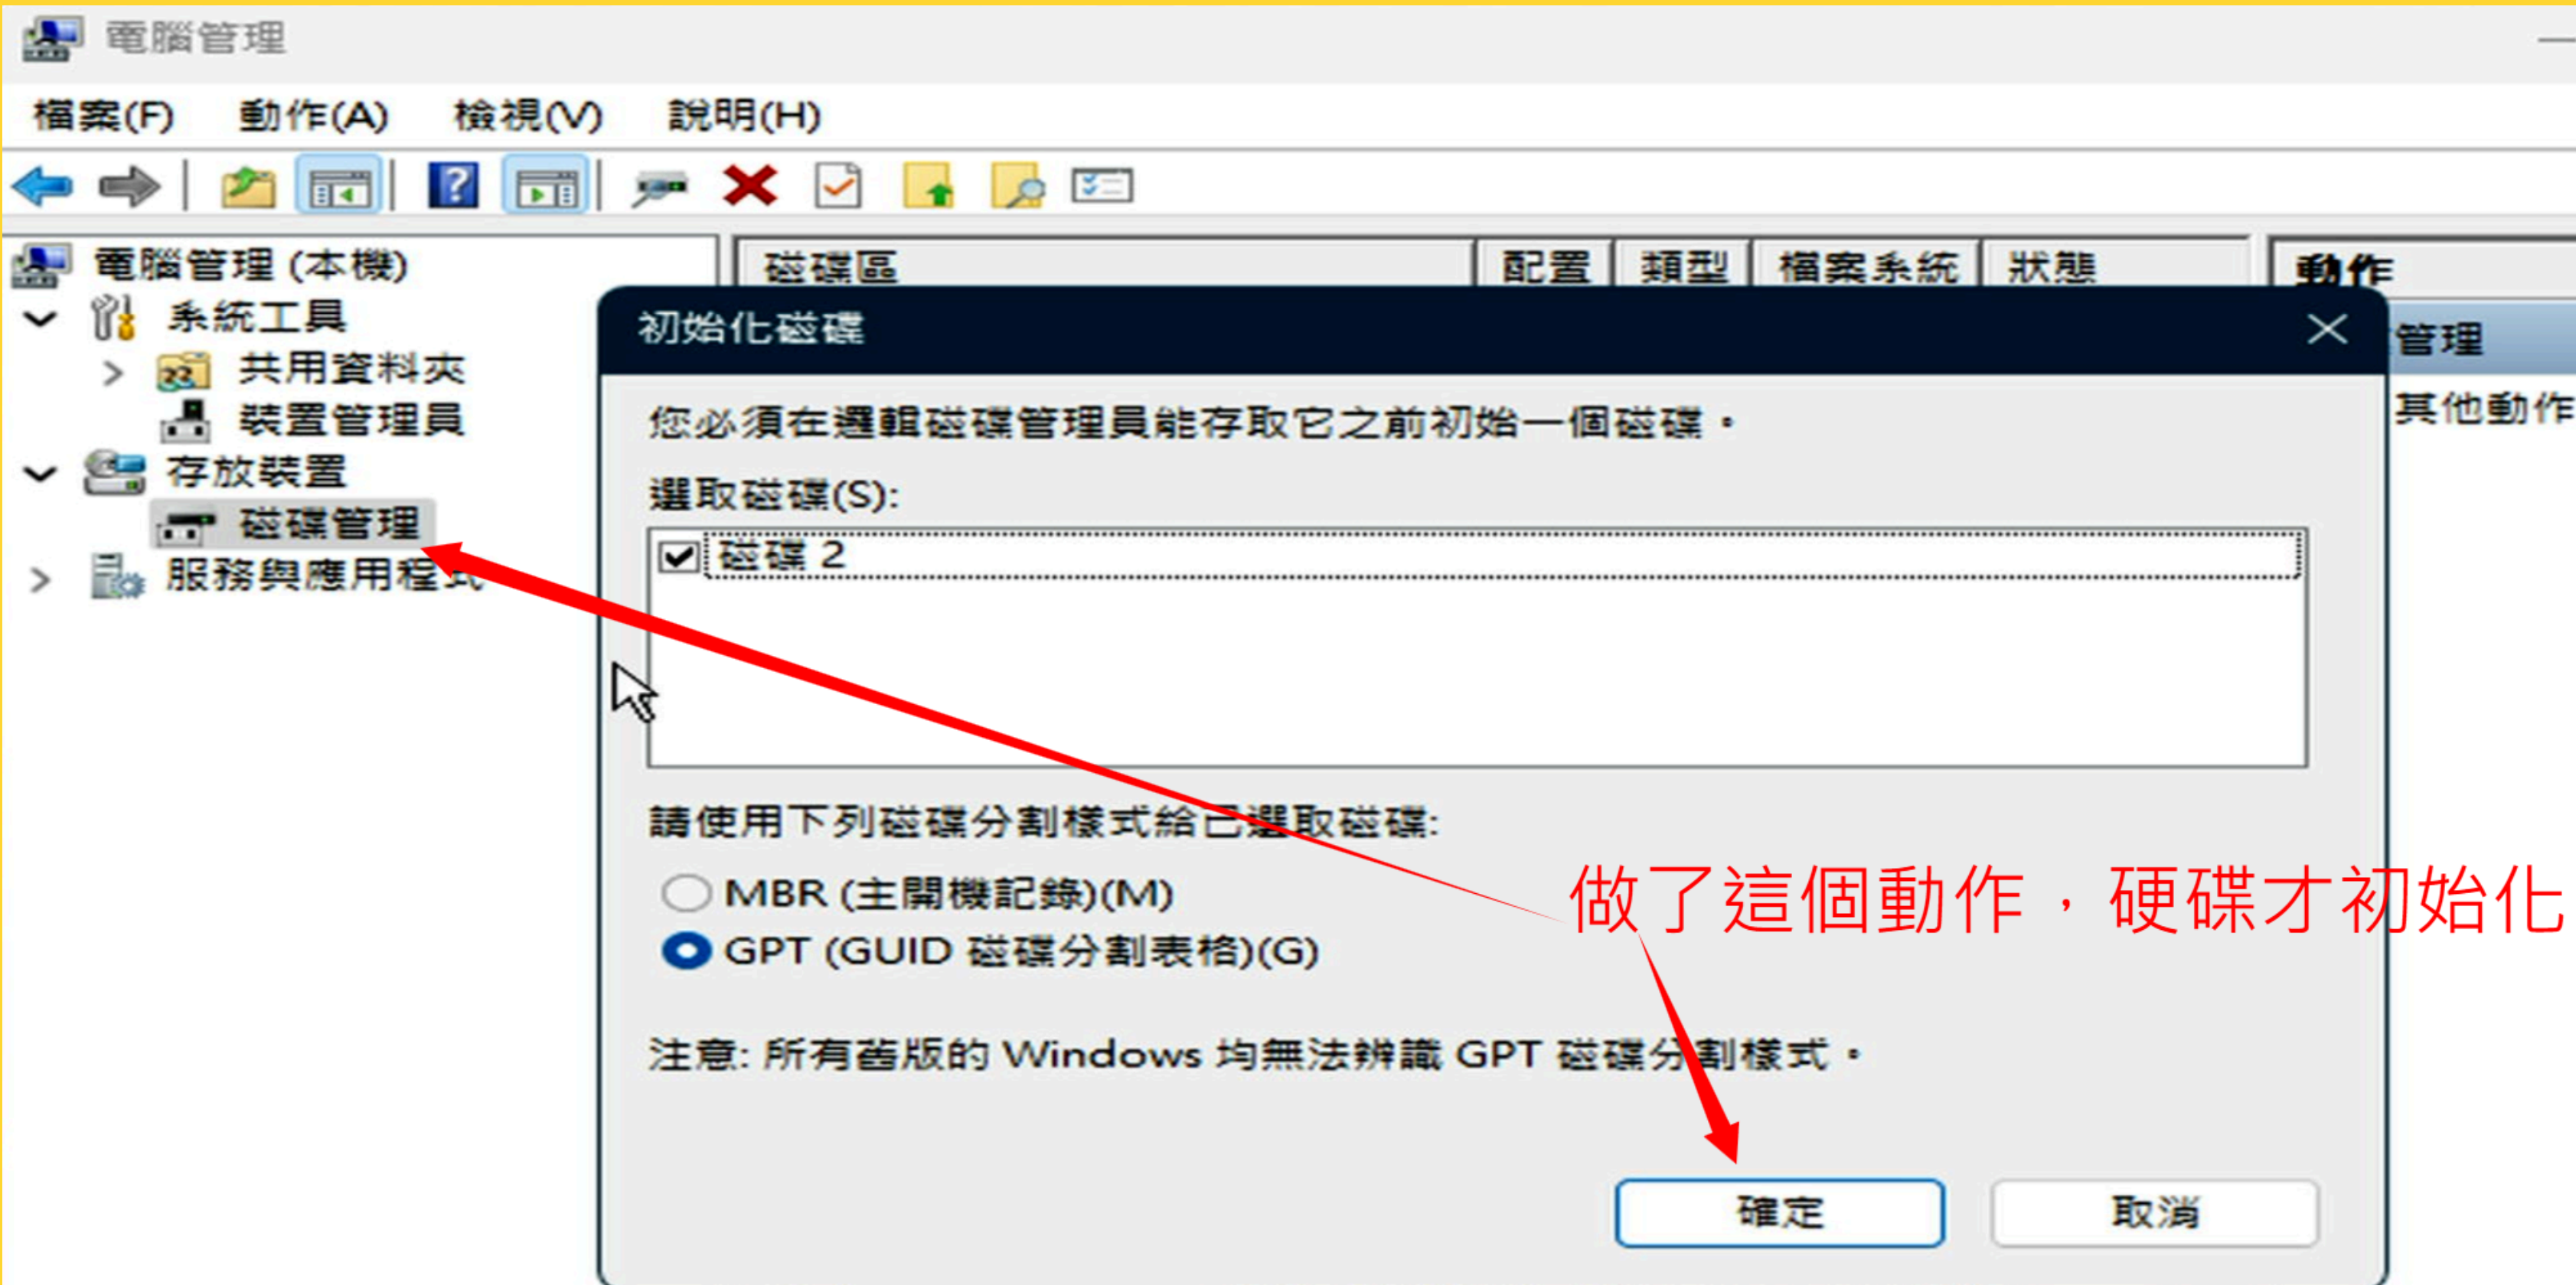 電腦管理
檔案(F) 動作(A) 檢視(V) 說明(H)
電腦管理 (本機)
系統工具
共用資料夾
裝置管理員
存放裝置
磁碟管理
服務與應用程式
磁碟區 配置 類型 檔案系統 狀態
動作
管理
其他動作
初始化磁碟
您必須在邏輯磁碟管理員能存取它之前初始一個磁碟。
選取磁碟(S):
磁碟 2
請使用下列磁碟分割樣式給已選取磁碟:
MBR (主開機記錄)(M)
GPT (GUID 磁碟分割表格)(G)
做了這個動作，硬碟才初始化
注意: 所有舊版的 Windows 均無法辨識 GPT 磁碟分割樣式。
確定 取消